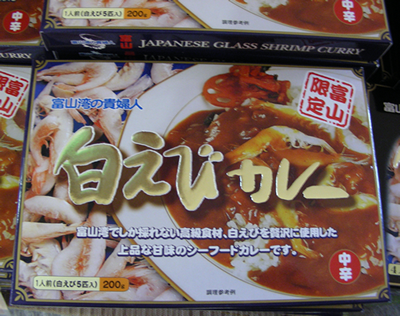 1人前(白えび5匹入) 200g
調理参考例
中辛
富山
JAPANESE GLASS SHRIMP CURRY
富山湾の貴婦人
富山
限定
白えびカレー
富山湾でしか採れない高級食材、白えびを贅沢に使用した
上品な甘味のシーフードカレーです。
中辛
1人前(白えび5匹入) 200g
調理参考例